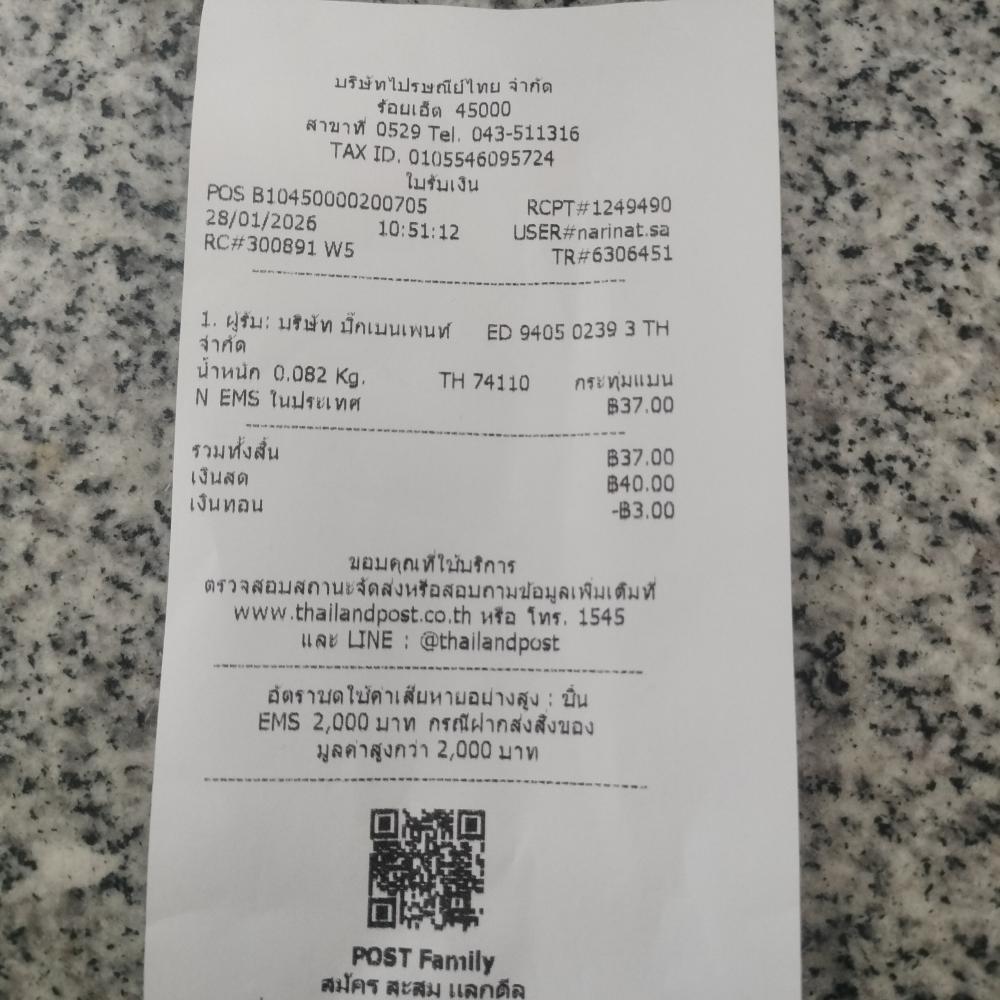 บริษัทไปรษณีย์ไทย จำกัด
ร้อยเอ็ด 45000
สาขาที่ 0529 Tel. 043-511316
TAX ID. 0105546095724
ใบรับเงิน
POS B10450000200705 RCPT#1249490
28/01/2026 10:51:12 USER#narinat.sa
RC#300891 W5 TR#6306451
1. ผู้รับ: บริษัท บิ๊กเบนเพนท์ ED 9405 0239 3 TH
จำกัด
น้ำหนัก 0.082 Kg. TH 74110 กระทุ่มแบน
N EMS ในประเทศ ฿37.00
รวมทั้งสิ้น ฿37.00
เงินสด ฿40.00
เงินทอน -฿3.00
ขอบคุณที่ใช้บริการ
ตรวจสอบสถานะจัดส่งหรือสอบถามข้อมูลเพิ่มเติมที่
www.thailandpost.co.th หรือ โทร. 1545
และ LINE : @thailandpost
อัตราชดใช้ค่าเสียหายอย่างสูง : ชิ้น
EMS 2,000 บาท กรณีฝากส่งสิ่งของ
มูลค่าสูงกว่า 2,000 บาท
POST Family
สมัคร สะสม แลกดีล